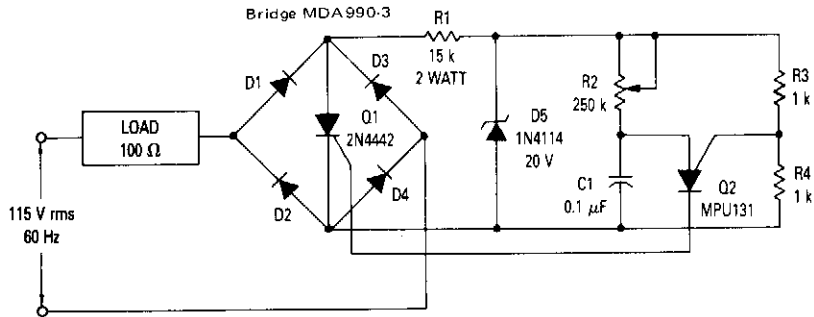 Bridge MDA990-3
R1
15 k
2 WATT
D1
D3
R2
250 k
R3
1 k
LOAD
100 Ω
Q1
2N4442
D5
1N4114
20 V
D2
D4
C1
0.1 μF
Q2
MPU131
R4
1 k
115 V rms
60 Hz